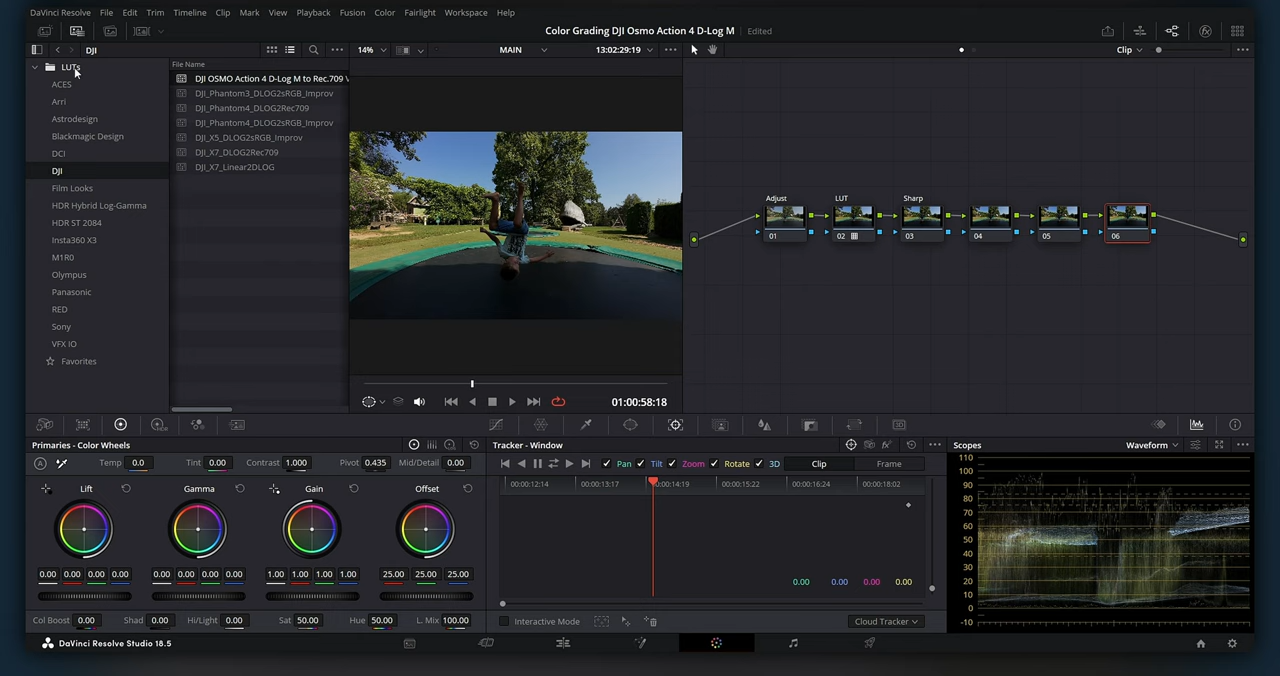 DaVinci Resolve File Edit Trim Timeline Clip Mark View Playback Fusion Color Fairlight Workspace Help
Color Grading DJI Osmo Action 4 D-Log M Edited
DJI
14% MAIN 13:02:29:19 Clip
LUTs
ACES
Arri
Astrodesign
Blackmagic Design
DCI
DJI
Film Looks
HDR Hybrid Log-Gamma
HDR ST 2084
Insta360 X3
M1R0
Olympus
Panasonic
RED
Sony
VFX IO
Favorites
File Name
DJI OSMO Action 4 D-Log M to Rec.709 V
DJI_Phantom3_DLOG2sRGB_Improv
DJI_Phantom4_DLOG2Rec709
DJI_Phantom4_DLOG2sRGB_Improv
DJI_X5_DLOG2sRGB_Improv
DJI_X7_DLOG2Rec709
DJI_X7_Linear2DLOG
01:00:58:18
Adjust LUT Sharp
01 02 03 04 05 06
Primaries - Color Wheels
A Temp 0.0 Tint 0.00 Contrast 1.000 Pivot 0.435 Mid/Detail 0.00
Lift Gamma Gain Offset
0.00 0.00 0.00 0.00 0.00 0.00 0.00 0.00 1.00 1.00 1.00 1.00 25.00 25.00 25.00
Col Boost 0.00 Shad 0.00 Hi/Light 0.00 Sat 50.00 Hue 50.00 L. Mix 100.00
Tracker - Window
Pan Tilt Zoom Rotate 3D Clip Frame
00:00:12:14 00:00:13:17 00:00:14:19 00:00:15:22 00:00:16:24 00:00:18:02
0.00 0.00 0.00 0.00
Interactive Mode Cloud Tracker
Scopes Waveform
110
100
90
80
70
60
50
40
30
20
10
0
-10
DaVinci Resolve Studio 18.5